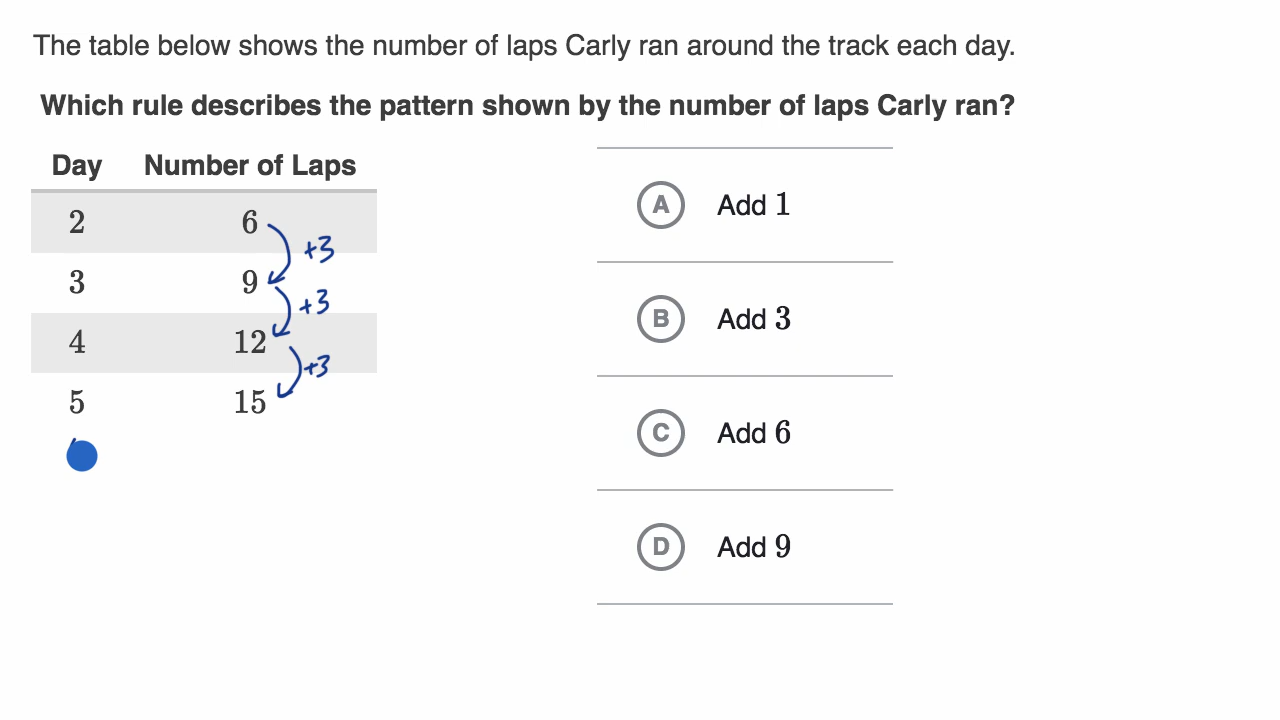 The table below shows the number of laps Carly ran around the track each day.
Which rule describes the pattern shown by the number of laps Carly ran?
Day Number of Laps
2 6
+3
3 9
+3
4 12
+3
5 15
A Add 1
B Add 3
C Add 6
D Add 9